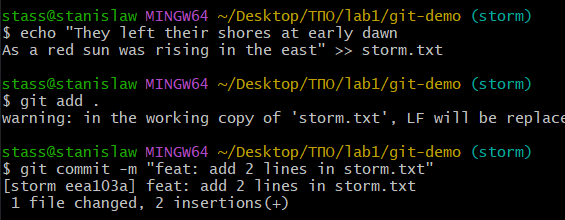 stass@stanislaw MINGW64 ~/Desktop/ТПО/lab1/git-demo (storm)
$ echo "They left their shores at early dawn
As a red sun was rising in the east" >> storm.txt
stass@stanislaw MINGW64 ~/Desktop/ТПО/lab1/git-demo (storm)
$ git add .
warning: in the working copy of 'storm.txt', LF will be replace
stass@stanislaw MINGW64 ~/Desktop/ТПО/lab1/git-demo (storm)
$ git commit -m "feat: add 2 lines in storm.txt"
[storm eea103a] feat: add 2 lines in storm.txt
 1 file changed, 2 insertions(+)